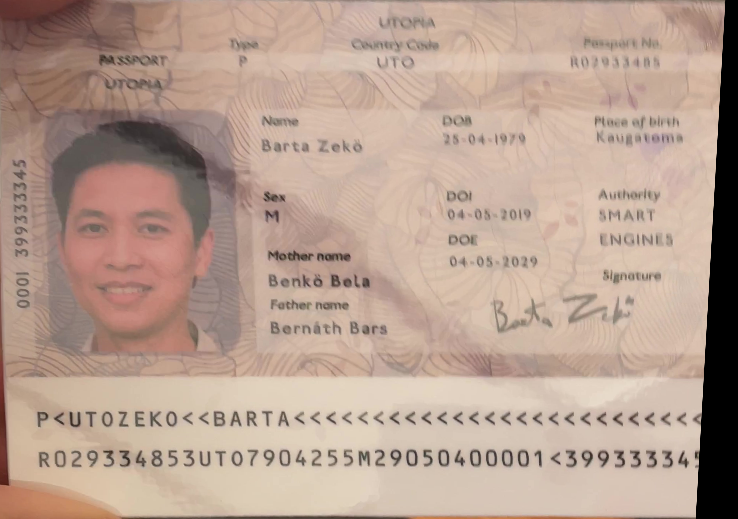 UTOPIA
Type Country Code Passport No.
PASSPORT P UTO R02933485
UTOPIA
Name DOB Place of birth
Barta Zekö 25-04-1979 Kaugatoma
Sex DOI Authority
M 04-05-2019 SMART
DOE ENGINES
Mother name 04-05-2029 Signature
Benkö Bela
Father name
Bernáth Bars
Barta Zekö
0001 399333345
P<UTOZEKO<<BARTA<<<<<<<<<<<<<<<<<<<<<<<<<<<<
R029334853UTO7904255M29050400001<399333345